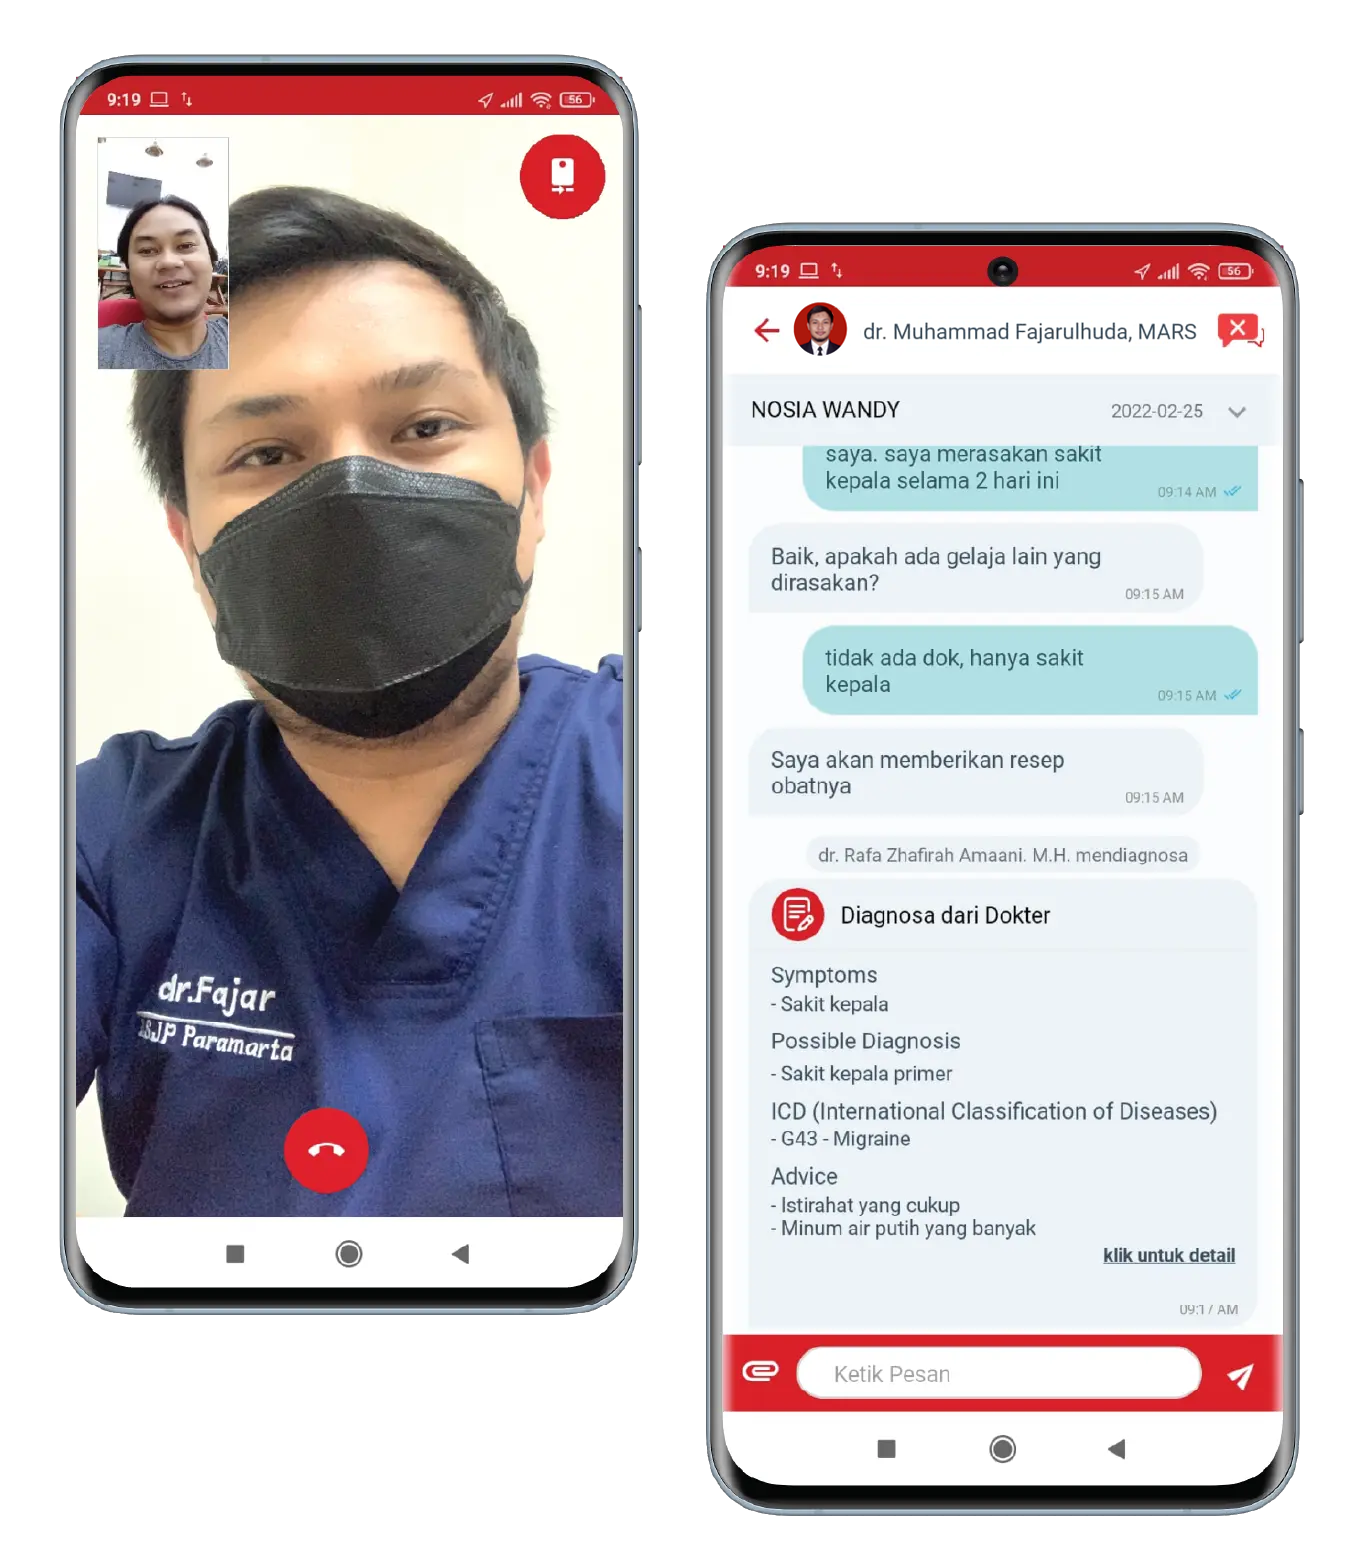 9:19
56
dr.Fajar
RSJP Paramarta
9:19
56
dr. Muhammad Fajarulhuda, MARS
NOSIA WANDY
2022-02-25
saya. saya merasakan sakit
kepala selama 2 hari ini
09:14 AM
Baik, apakah ada gelaja lain yang
dirasakan?
09:15 AM
tidak ada dok, hanya sakit
kepala
09:15 AM
Saya akan memberikan resep
obatnya
09:15 AM
dr. Rafa Zhafirah Amaani. M.H. mendiagnosa
Diagnosa dari Dokter
Symptoms
- Sakit kepala
Possible Diagnosis
- Sakit kepala primer
ICD (International Classification of Diseases)
- G43 - Migraine
Advice
- Istirahat yang cukup
- Minum air putih yang banyak
klik untuk detail
09:17 AM
Ketik Pesan